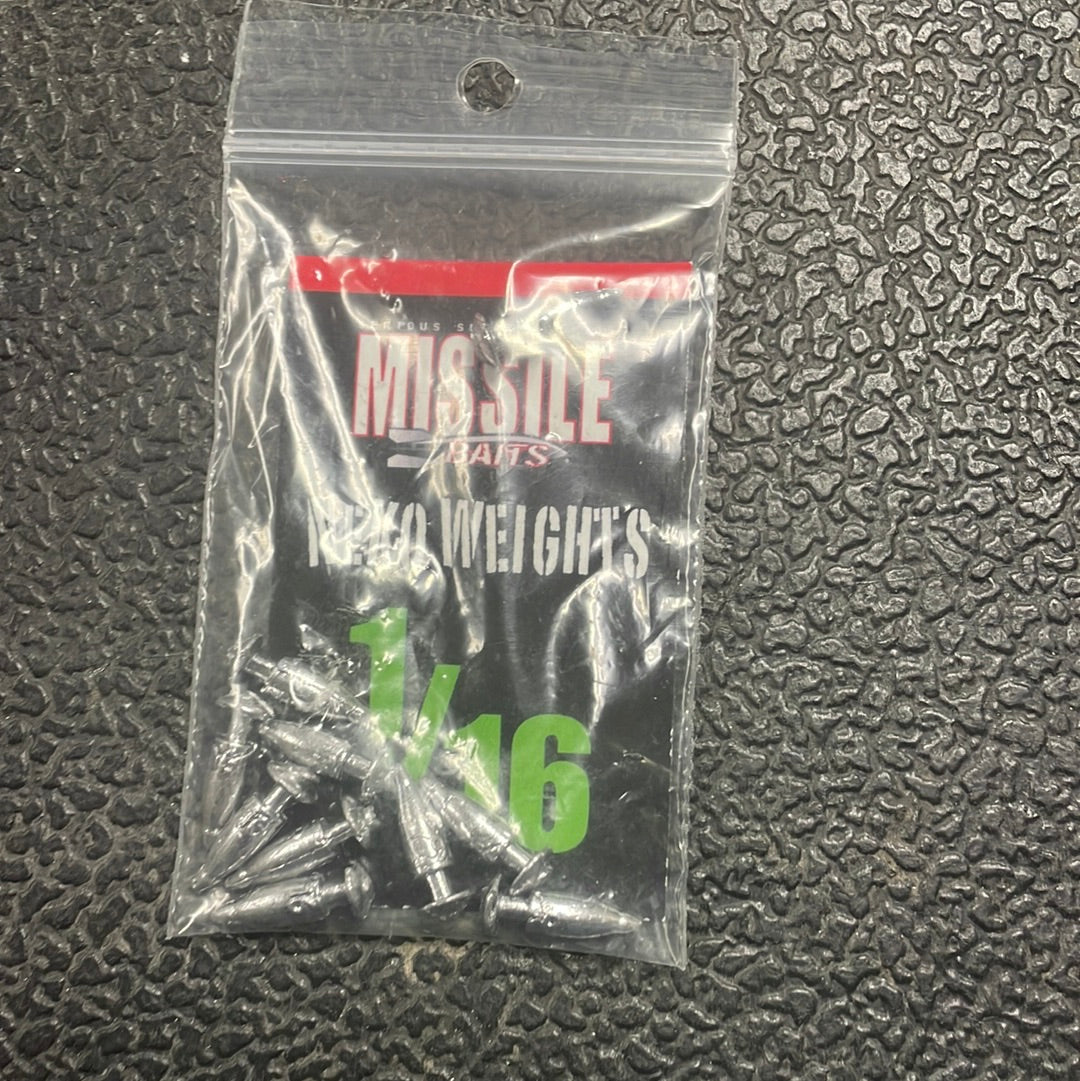 MISSILE
BAITS
NEKO WEIGHTS
1/16